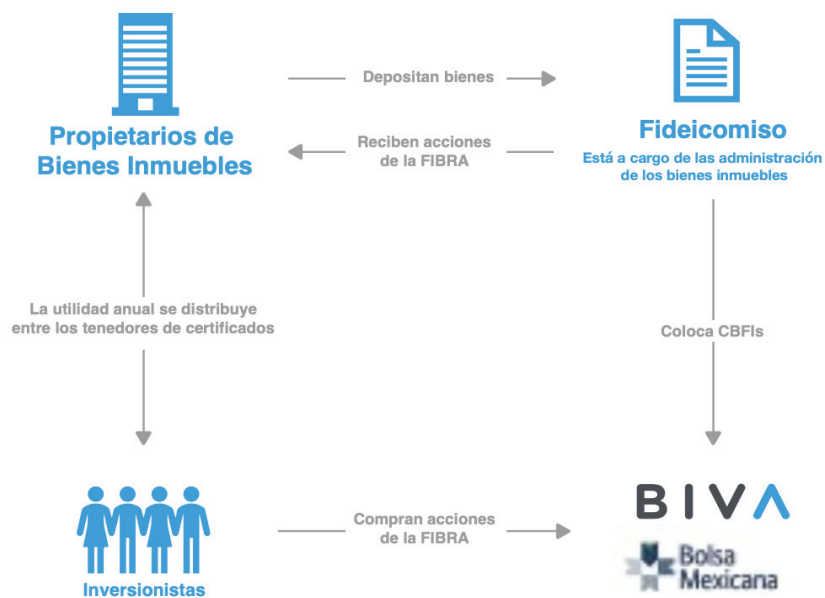 Depositan bienes
Propietarios de
Bienes Inmuebles
Reciben acciones
de la FIBRA
Fideicomiso
Está a cargo de las administración
de los bienes inmuebles
La utilidad anual se distribuye
entre los tenedores de certificados
Coloca CBFIs
Inversionistas
Compran acciones
de la FIBRA
BIVA
Bolsa
Mexicana